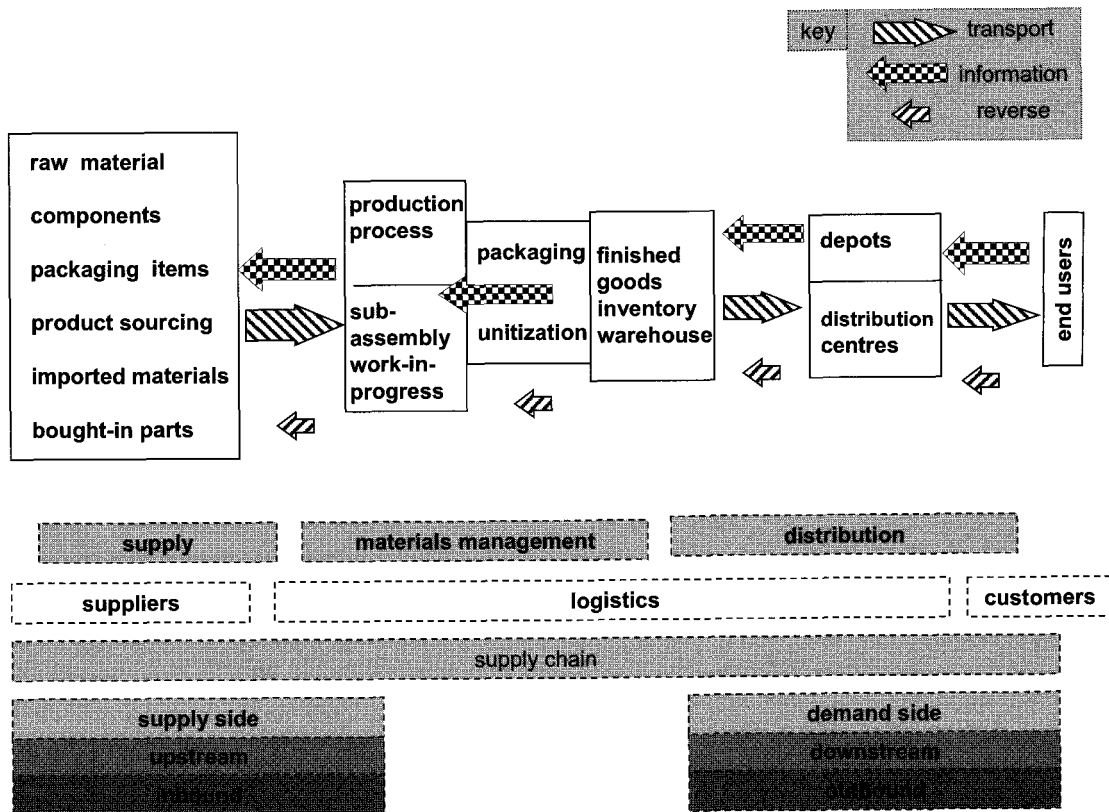 key
transport
information
reverse
raw material
components
packaging items
product sourcing
imported materials
bought-in parts
production
process
sub-
assembly
work-in-
progress
packaging
unitization
finished
goods
inventory
warehouse
depots
distribution
centres
end users
supply
materials management
distribution
suppliers
logistics
customers
supply chain
supply side
upstream
inbound
demand side
downstream
outbound